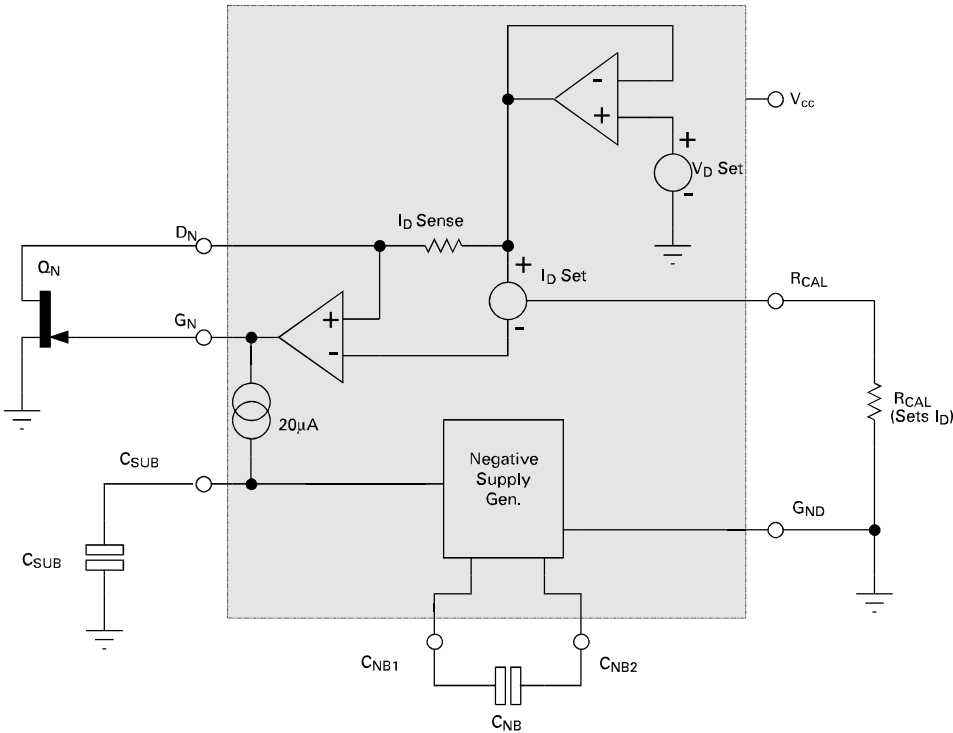 +
-
+
-
V_CC
V_D Set
I_D Sense
D_N
Q_N
+
I_D Set
-
R_CAL
G_N
+
-
R_CAL
(Sets I_D)
20μA
C_SUB
Negative
Supply
Gen.
G_ND
C_SUB
C_NB1
C_NB2
C_NB